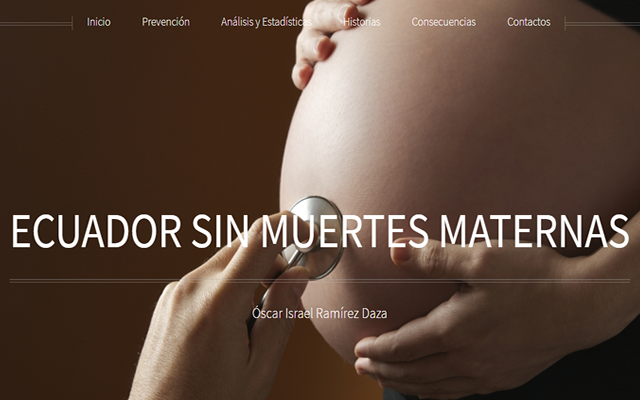 Inicio Prevención Análisis y Estadísticas Historias Consecuencias Contactos
ECUADOR SIN MUERTES MATERNAS
Óscar Israel Ramírez Daza